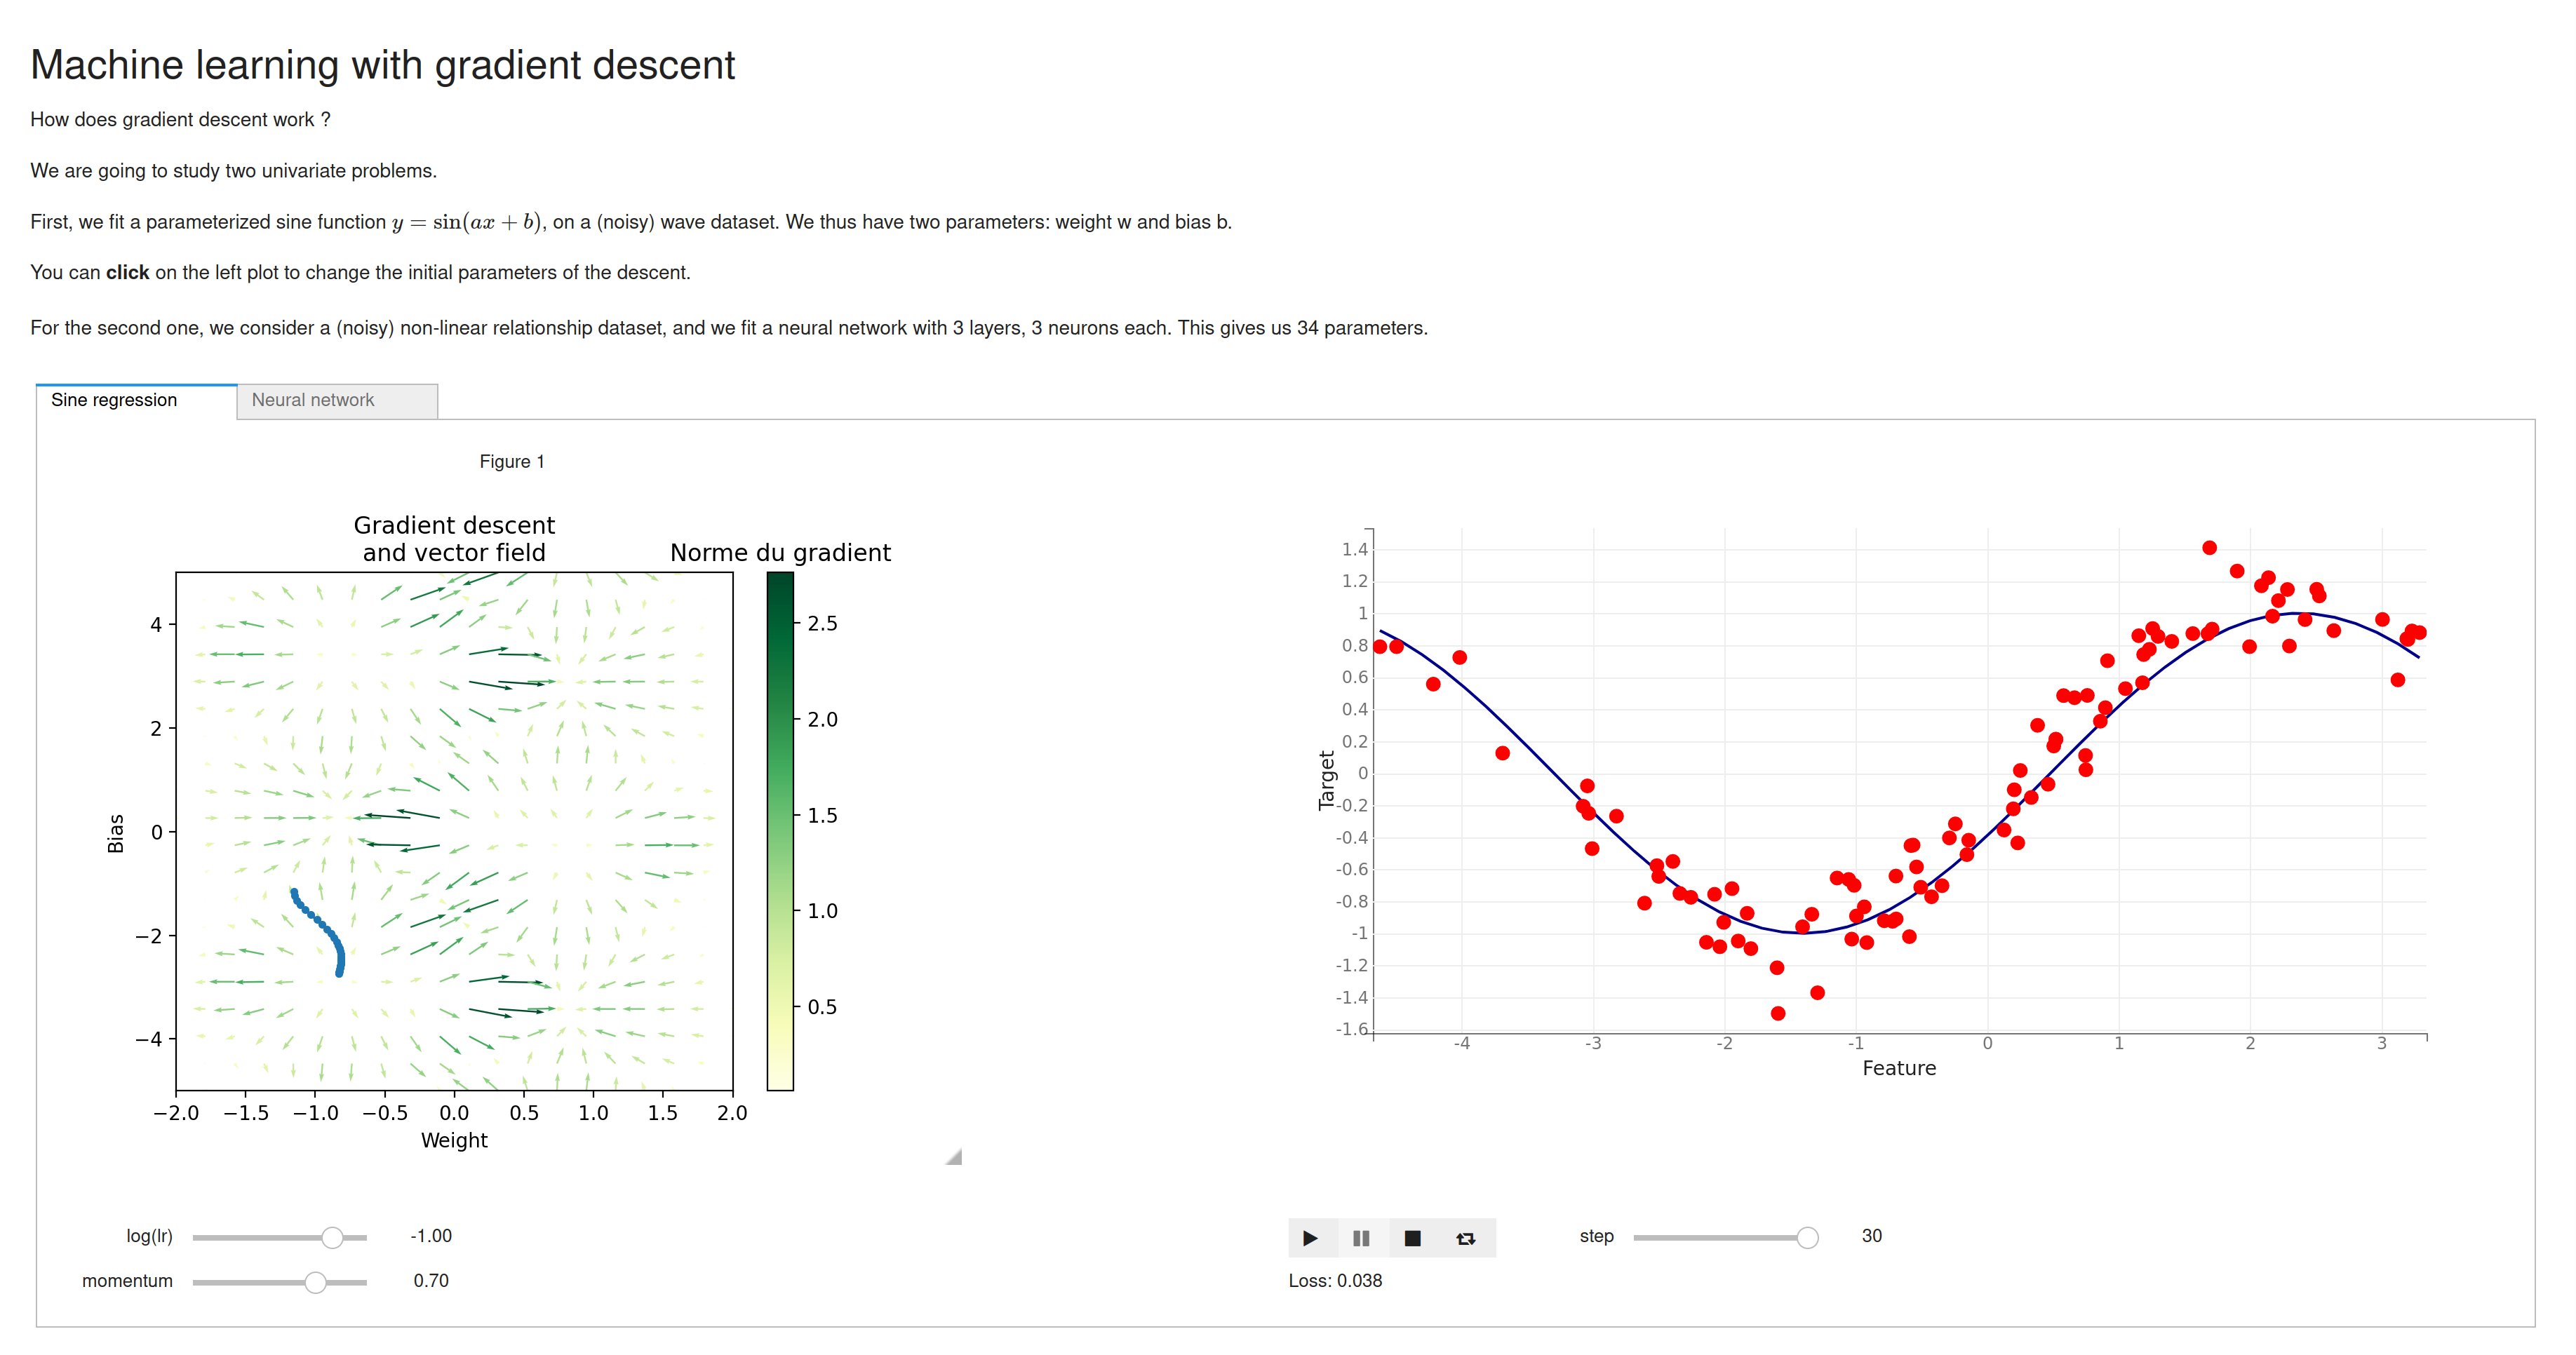 Machine learning with gradient descent
How does gradient descent work ?
We are going to study two univariate problems.
First, we fit a parameterized sine function y = sin(ax + b), on a (noisy) wave dataset. We thus have two parameters: weight w and bias b.
You can click on the left plot to change the initial parameters of the descent.
For the second one, we consider a (noisy) non-linear relationship dataset, and we fit a neural network with 3 layers, 3 neurons each. This gives us 34 parameters.
Sine regression
Neural network
Figure 1
Gradient descent
and vector field
Norme du gradient
4
2
0
−2
−4
Bias
−2.0 −1.5 −1.0 −0.5 0.0 0.5 1.0 1.5 2.0
Weight
2.5
2.0
1.5
1.0
0.5
1.4
1.2
1
0.8
0.6
0.4
0.2
0
-0.2
-0.4
-0.6
-0.8
-1
-1.2
-1.4
-1.6
Target
-4 -3 -2 -1 0 1 2 3
Feature
log(lr) -1.00
momentum 0.70
step 30
Loss: 0.038